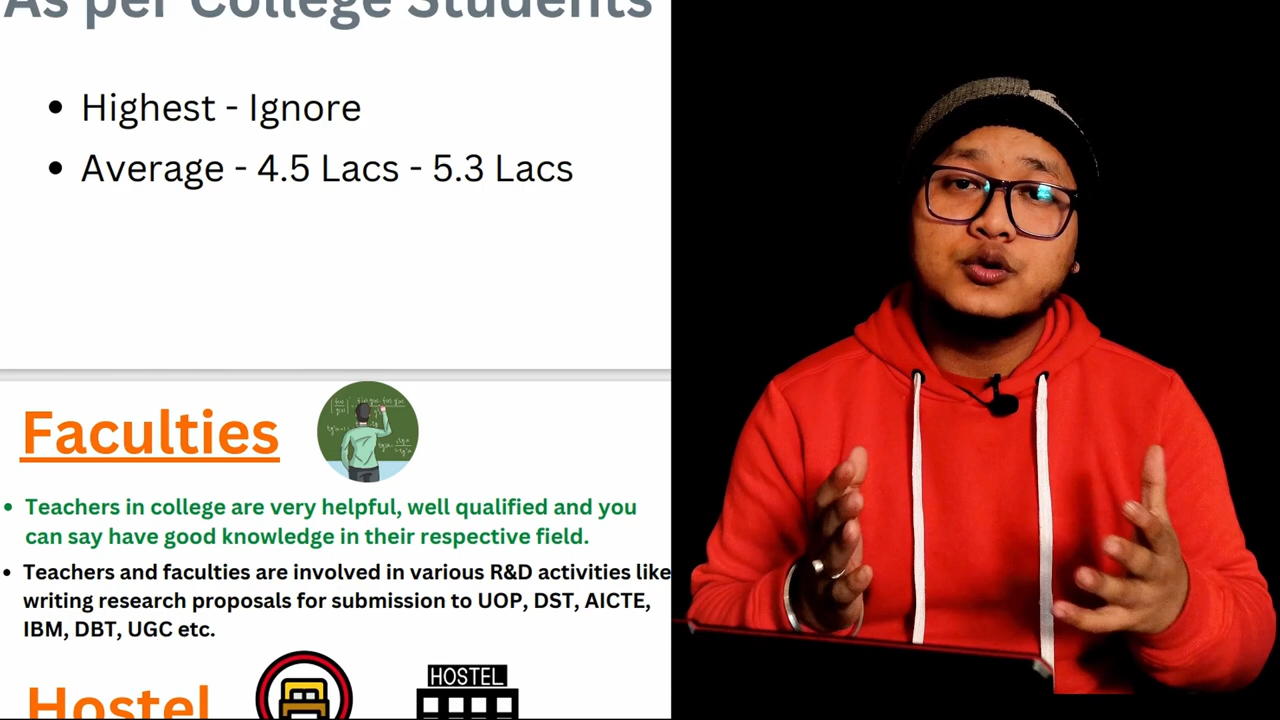 As per College Students
• Highest - Ignore
• Average - 4.5 Lacs - 5.3 Lacs
Faculties
• Teachers in college are very helpful, well qualified and you
can say have good knowledge in their respective field.
• Teachers and faculties are involved in various R&D activities like
writing research proposals for submission to UOP, DST, AICTE,
IBM, DBT, UGC etc.
Hostel
HOSTEL